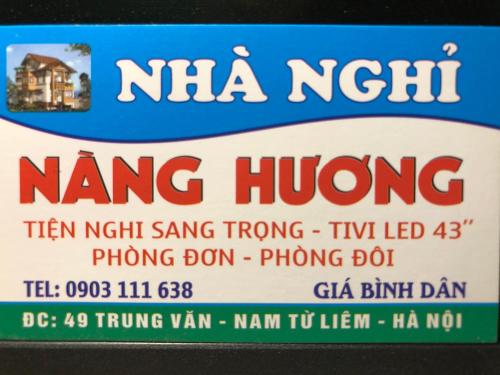 NHÀ NGHỈ
NÀNG HƯƠNG
TIỆN NGHI SANG TRỌNG - TIVI LED 43"
PHÒNG ĐƠN - PHÒNG ĐÔI
TEL: 0903 111 638 GIÁ BÌNH DÂN
ĐC: 49 TRUNG VĂN - NAM TỪ LIÊM - HÀ NỘI